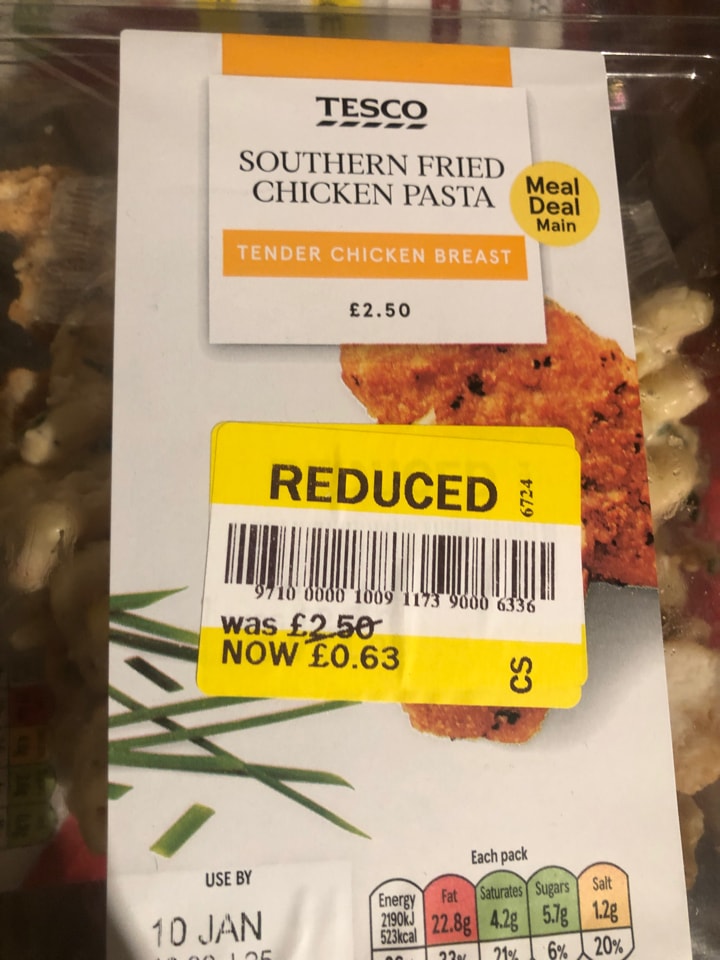 TESCO
SOUTHERN FRIED
CHICKEN PASTA
Meal
Deal
Main
TENDER CHICKEN BREAST
£2.50
REDUCED
6724
9710 0000 1009 1173 9000 6336
was £2.50
NOW £0.63
CS
USE BY
10 JAN
Each pack
Energy
2190kJ
523kcal
Fat
22.8g
Saturates
4.2g
21%
Sugars
5.7g
6%
Salt
1.2g
20%